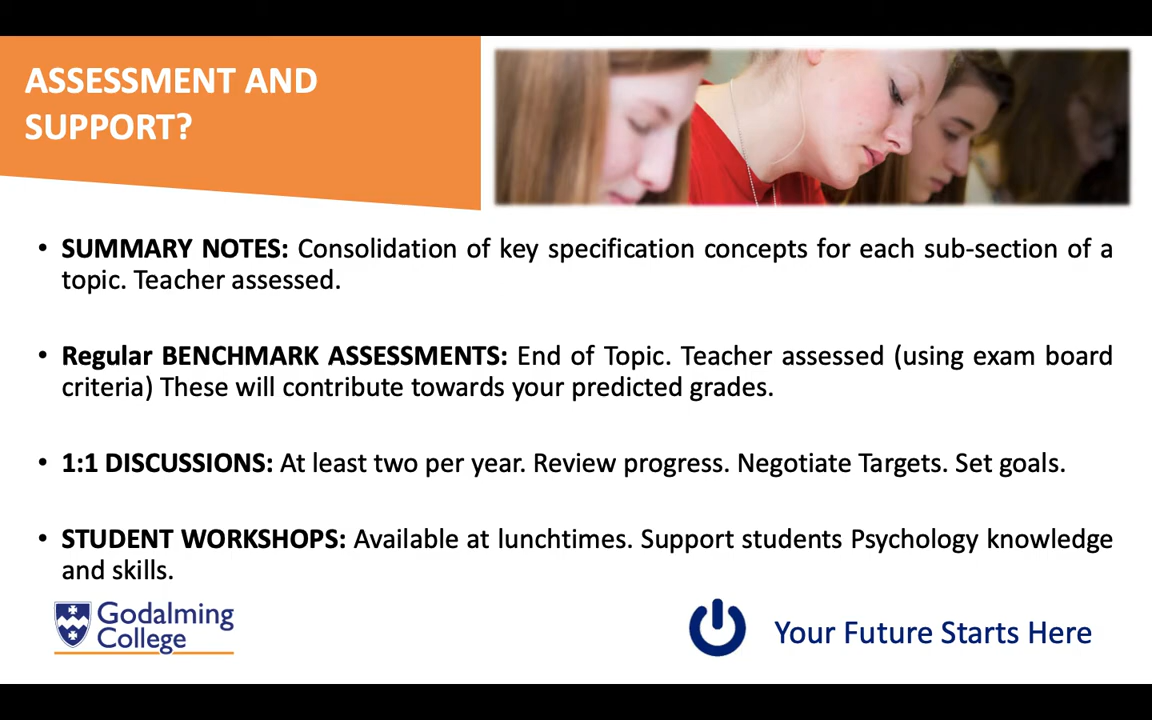 ASSESSMENT AND
SUPPORT?
• SUMMARY NOTES: Consolidation of key specification concepts for each sub-section of a
topic. Teacher assessed.
• Regular BENCHMARK ASSESSMENTS: End of Topic. Teacher assessed (using exam board
criteria) These will contribute towards your predicted grades.
• 1:1 DISCUSSIONS: At least two per year. Review progress. Negotiate Targets. Set goals.
• STUDENT WORKSHOPS: Available at lunchtimes. Support students Psychology knowledge
and skills.
Godalming
College
Your Future Starts Here